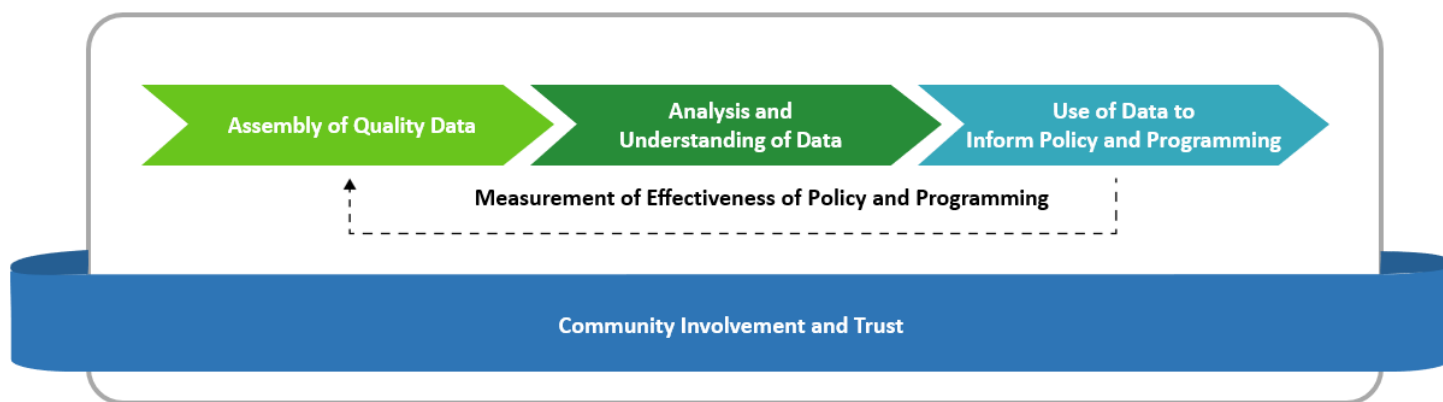 Assembly of Quality Data
Analysis and
Understanding of Data
Use of Data to
Inform Policy and Programming
Measurement of Effectiveness of Policy and Programming
Community Involvement and Trust